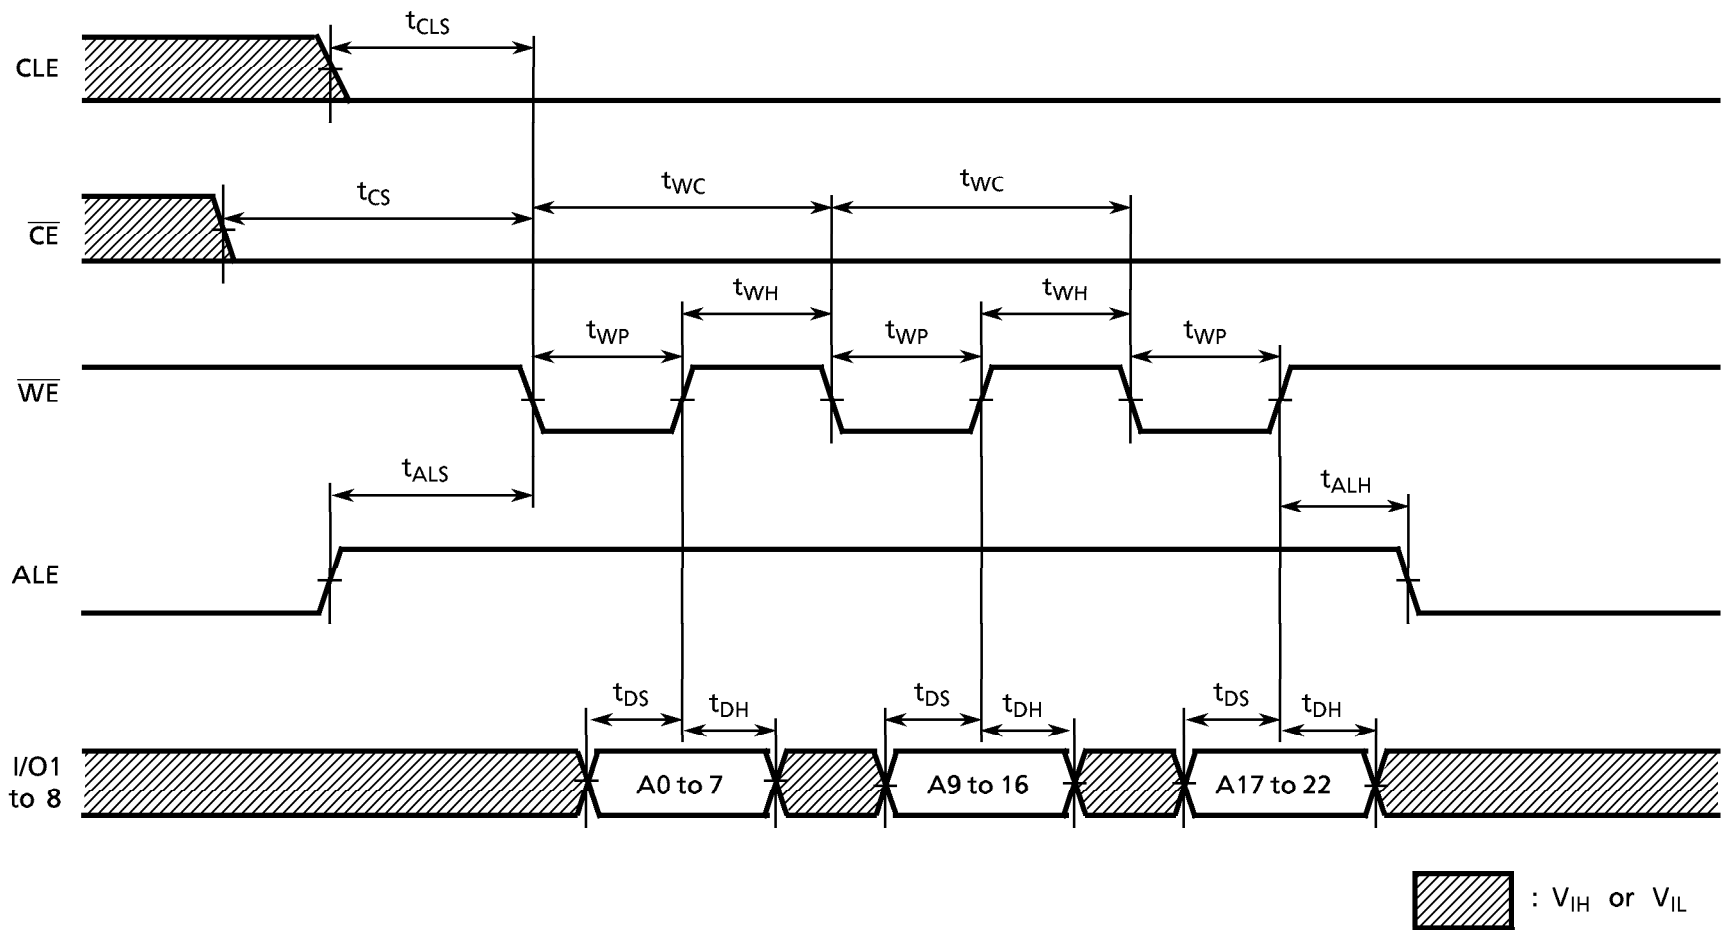 tCLS
CLE
tCS
tWC
tWC
CE
tWH
tWH
tWP
tWP
tWP
WE
tALS
tALH
ALE
tDS
tDH
tDS
tDH
tDS
tDH
I/O1
to 8
A0 to 7
A9 to 16
A17 to 22
: VIH or VIL